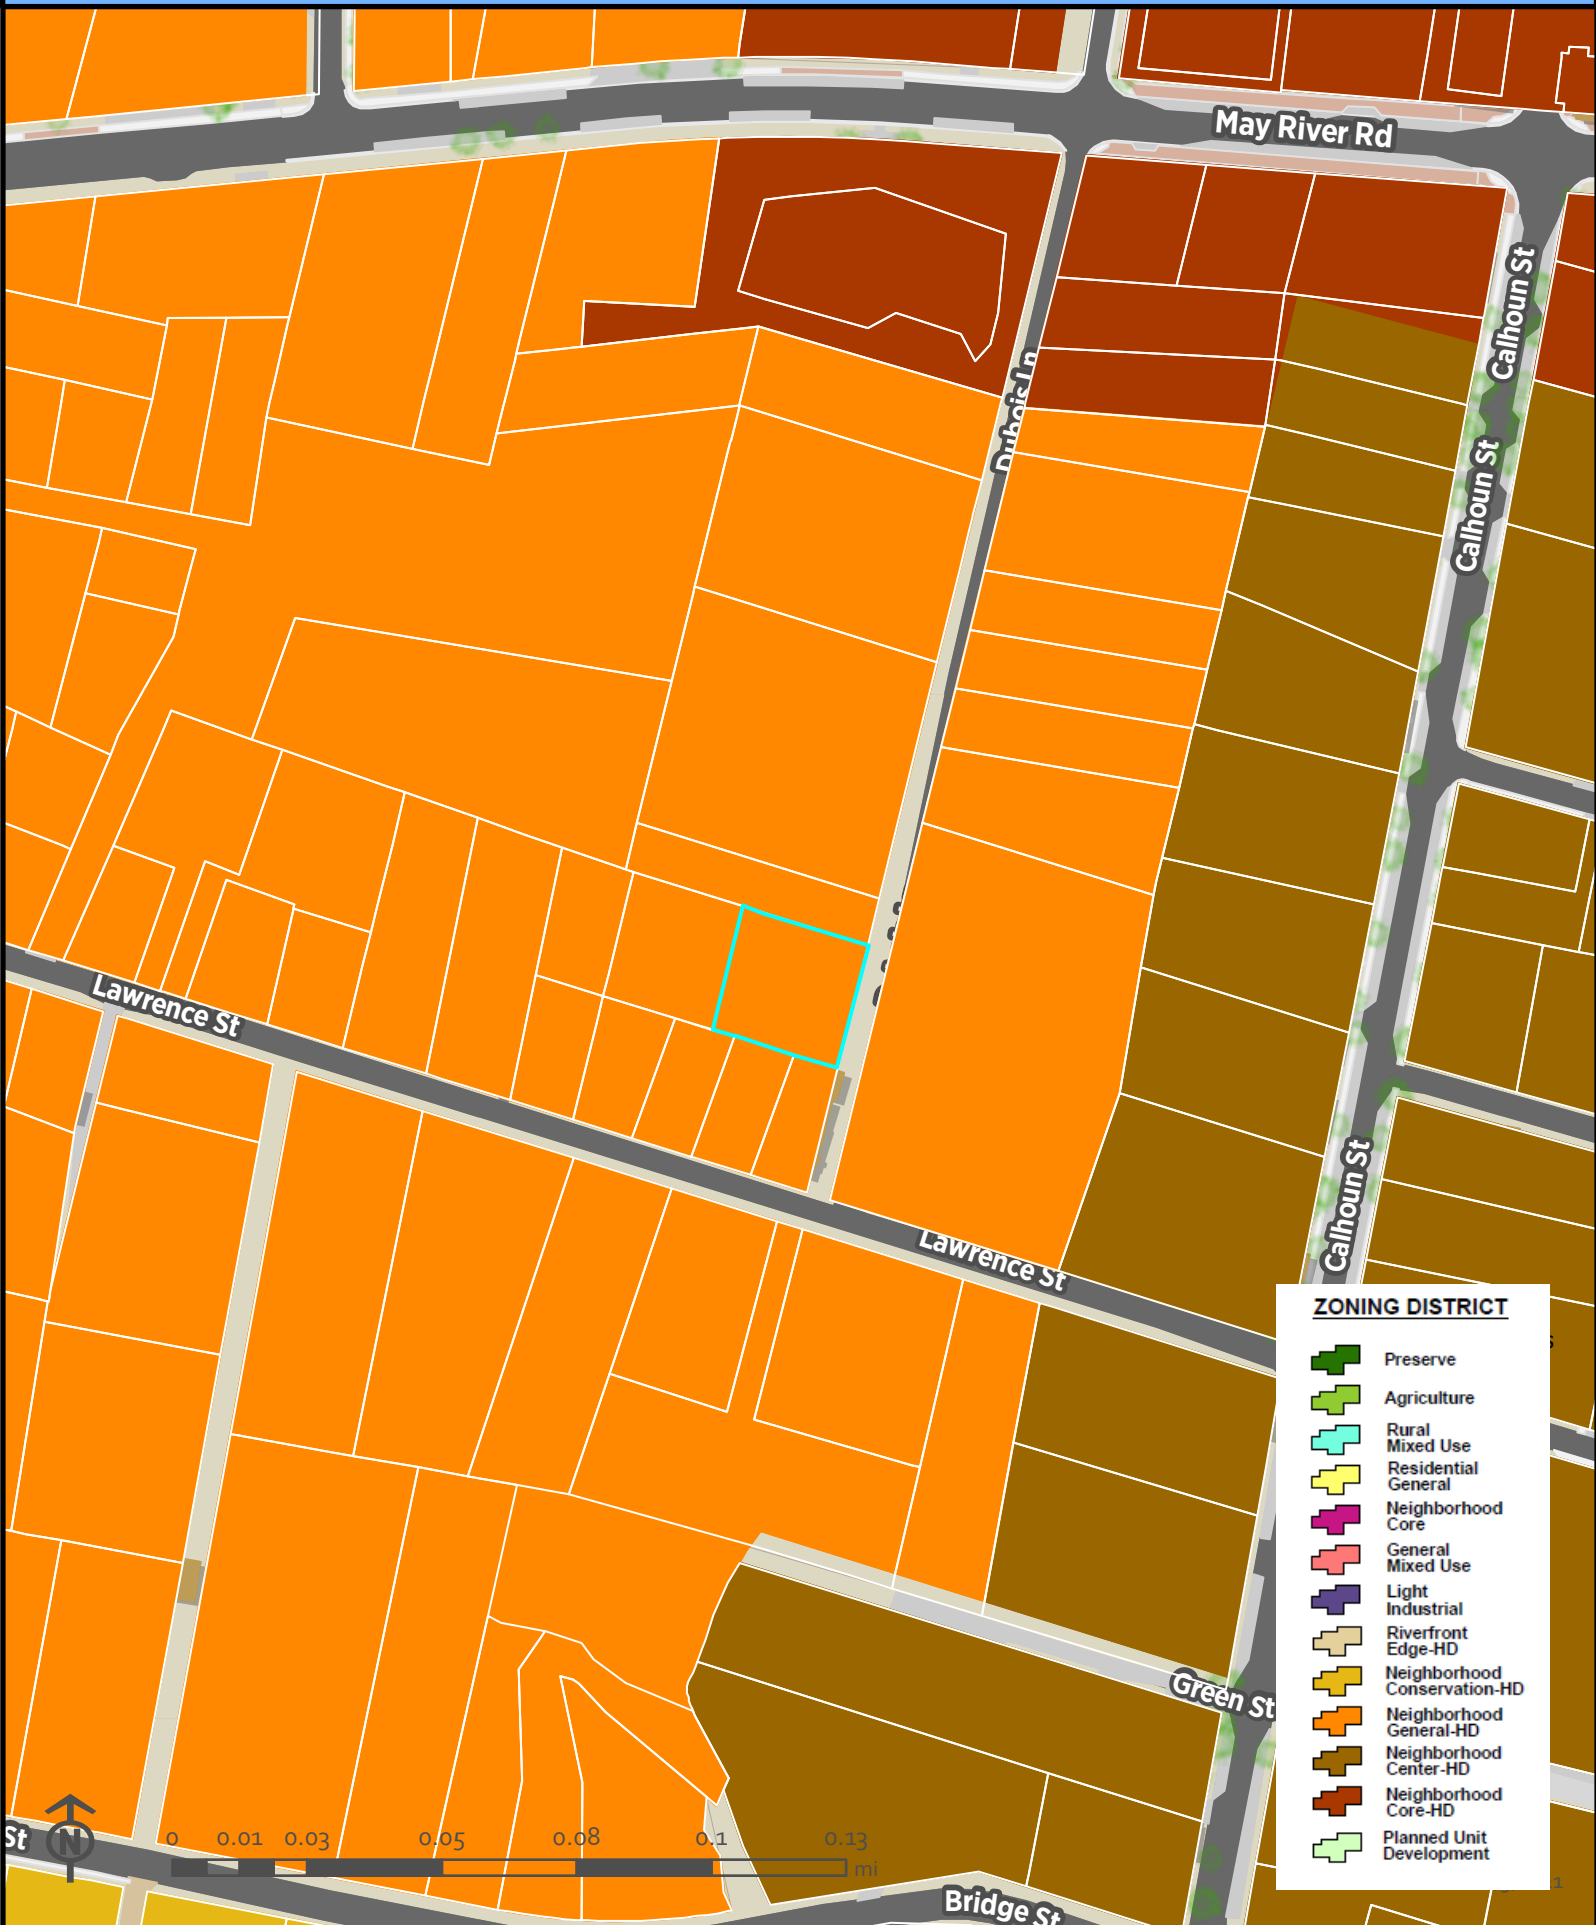 May River Rd
Calhoun St
Dubois Ln
Calhoun St
Lawrence St
Calhoun St
Lawrence St
Green St
St
Bridge St
N
0 0.01 0.03 0.05 0.08 0.1 0.13
mi
ZONING DISTRICT
Preserve
Agriculture
Rural
Mixed Use
Residential
General
Neighborhood
Core
General
Mixed Use
Light
Industrial
Riverfront
Edge-HD
Neighborhood
Conservation-HD
Neighborhood
General-HD
Neighborhood
Center-HD
Neighborhood
Core-HD
Planned Unit
Development